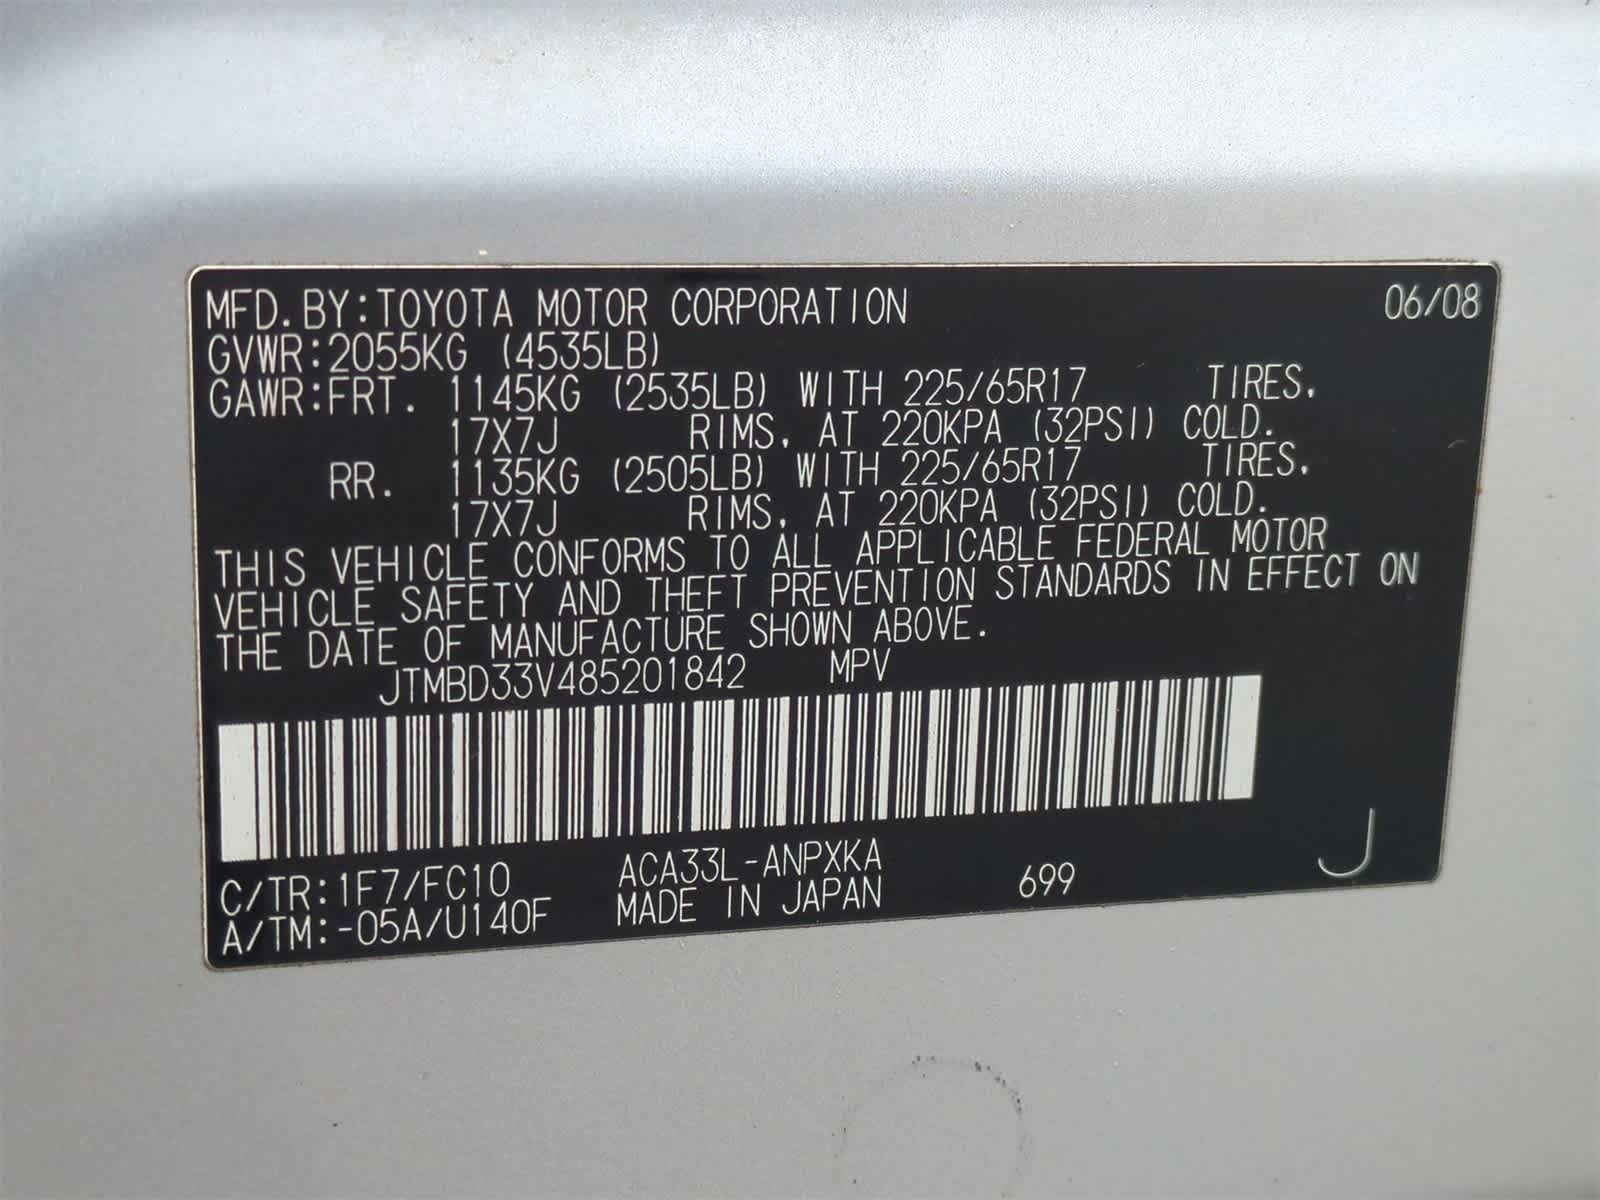 MFD. BY:TOYOTA MOTOR CORPORATION 06/08
GVWR:2055KG (4535LB)
GAWR:FRT. 1145KG (2535LB) WITH 225/65R17 TIRES,
17X7J RIMS, AT 220KPA (32PSI) COLD.
RR. 1135KG (2505LB) WITH 225/65R17 TIRES,
17X7J RIMS, AT 220KPA (32PSI) COLD.
THIS VEHICLE CONFORMS TO ALL APPLICABLE FEDERAL MOTOR
VEHICLE SAFETY AND THEFT PREVENTION STANDARDS IN EFFECT ON
THE DATE OF MANUFACTURE SHOWN ABOVE.
JTMBD33V485201842 MPV
C/TR:1F7/FC10 ACA33L-ANPXKA 699 J
A/TM:-05A/U140F MADE IN JAPAN